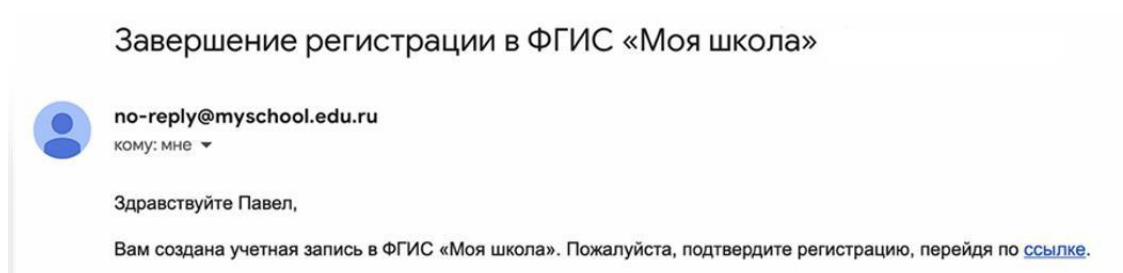 Завершение регистрации в ФГИС «Моя школа»
no-reply@myschool.edu.ru
кому: мне
Здравствуйте Павел,
Вам создана учетная запись в ФГИС «Моя школа». Пожалуйста, подтвердите регистрацию, перейдя по ссылке.